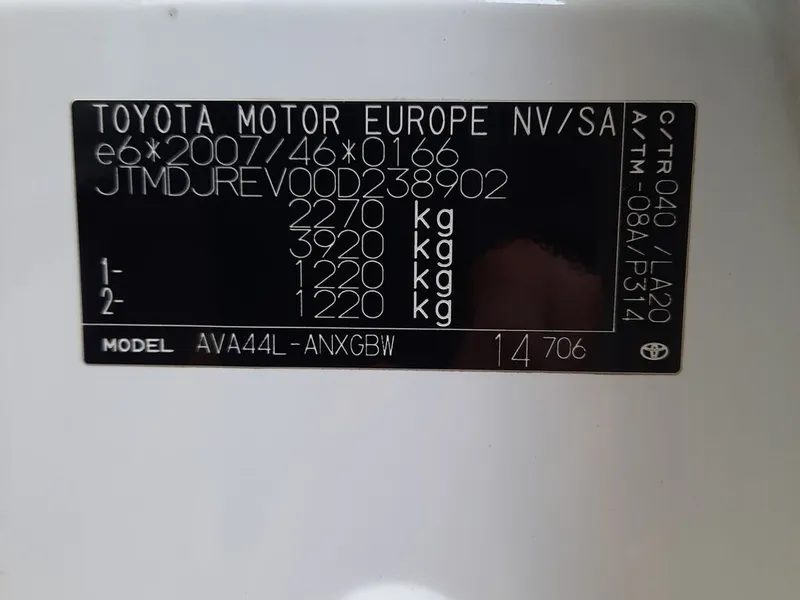 TOYOTA MOTOR EUROPE NV/SA
e6*2007/46*0166
JTMDJREV00D238902
2270 kg
3920 kg
1- 1220 kg
2- 1220 kg
MODEL AVA44L-ANXGBW 14 706
C/TR 040 /LA20
A/TM-08A/P314